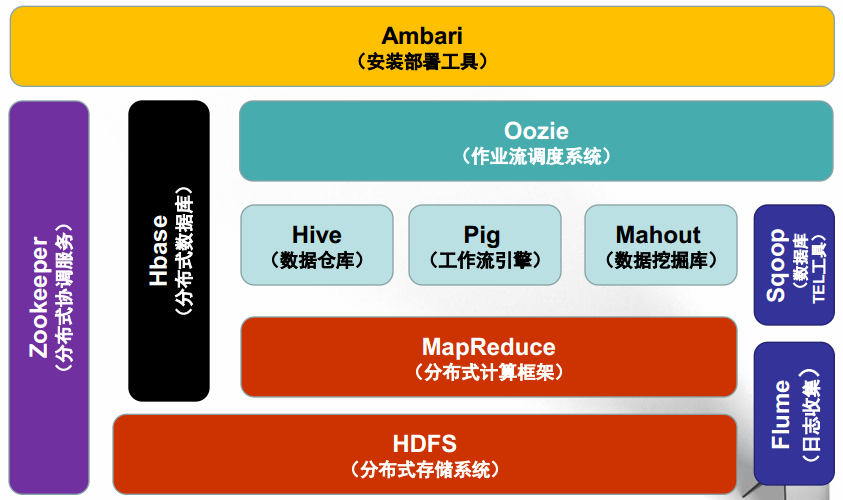 Ambari
（安装部署工具）
Zookeeper
（分布式协调服务）
Hbase
（分布式数据库）
Oozie
（作业流调度系统）
Hive
（数据仓库）
Pig
（工作流引擎）
Mahout
（数据挖掘库）
Sqoop
（数据库
TEL工具）
MapReduce
（分布式计算框架）
Flume
（日志收集）
HDFS
（分布式存储系统）